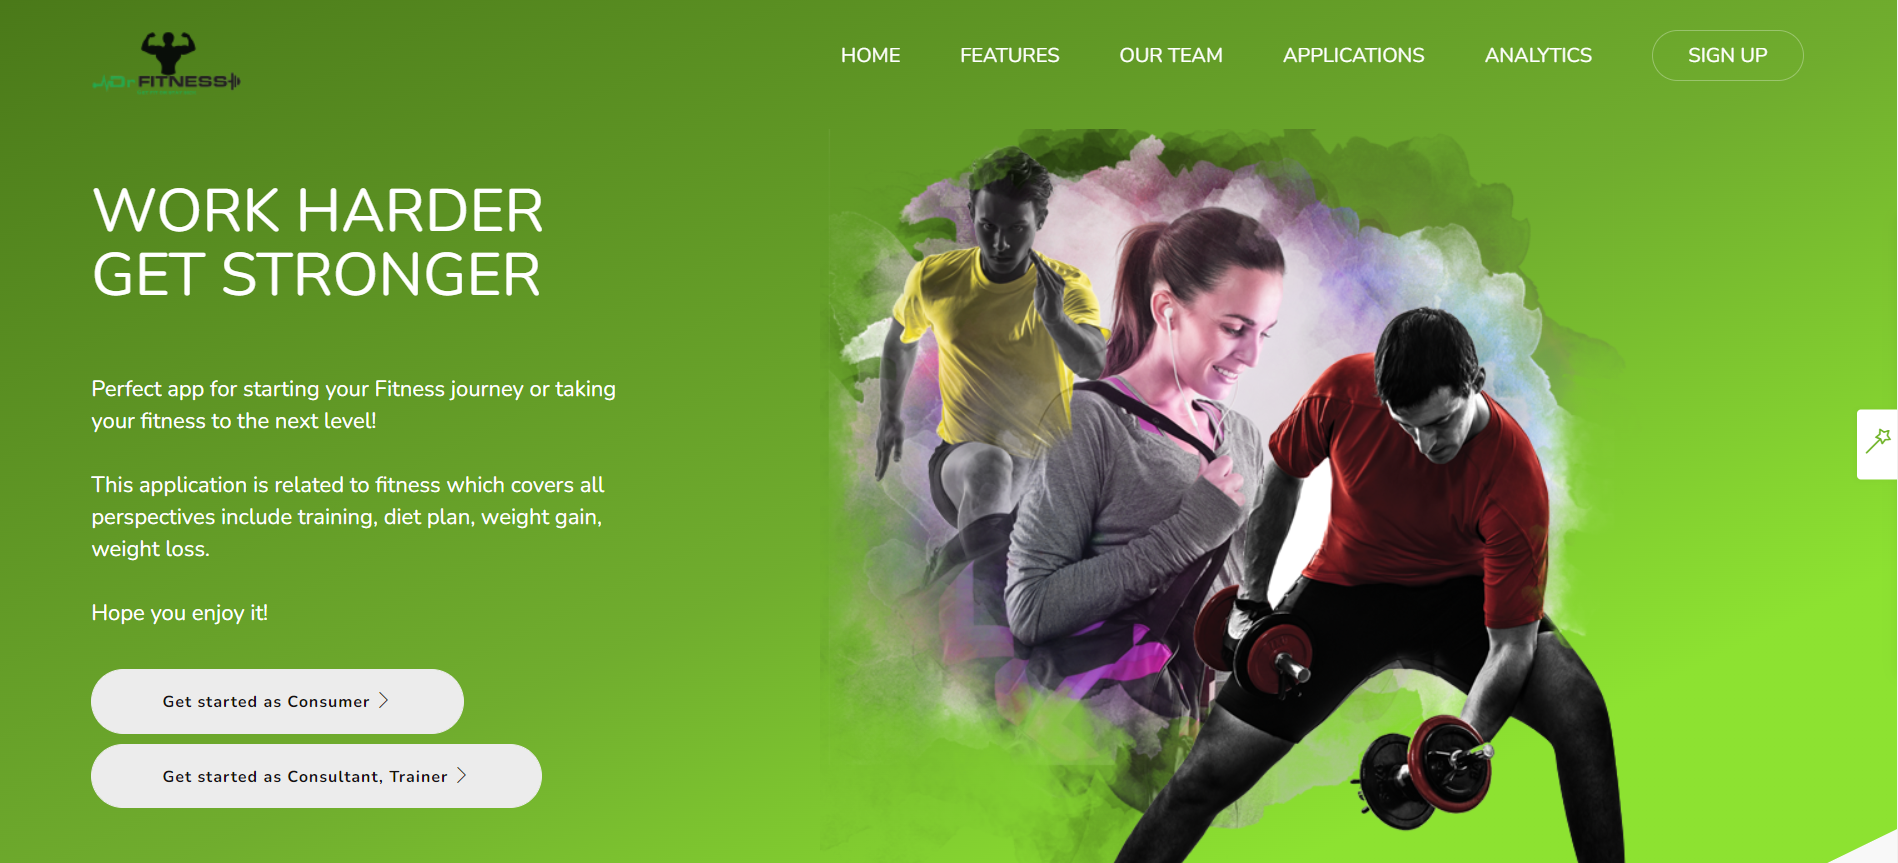 DrFITNESS
HOME FEATURES OUR TEAM APPLICATIONS ANALYTICS SIGN UP
WORK HARDER
GET STRONGER
Perfect app for starting your Fitness journey or taking
your fitness to the next level!
This application is related to fitness which covers all
perspectives include training, diet plan, weight gain,
weight loss.
Hope you enjoy it!
Get started as Consumer
Get started as Consultant, Trainer